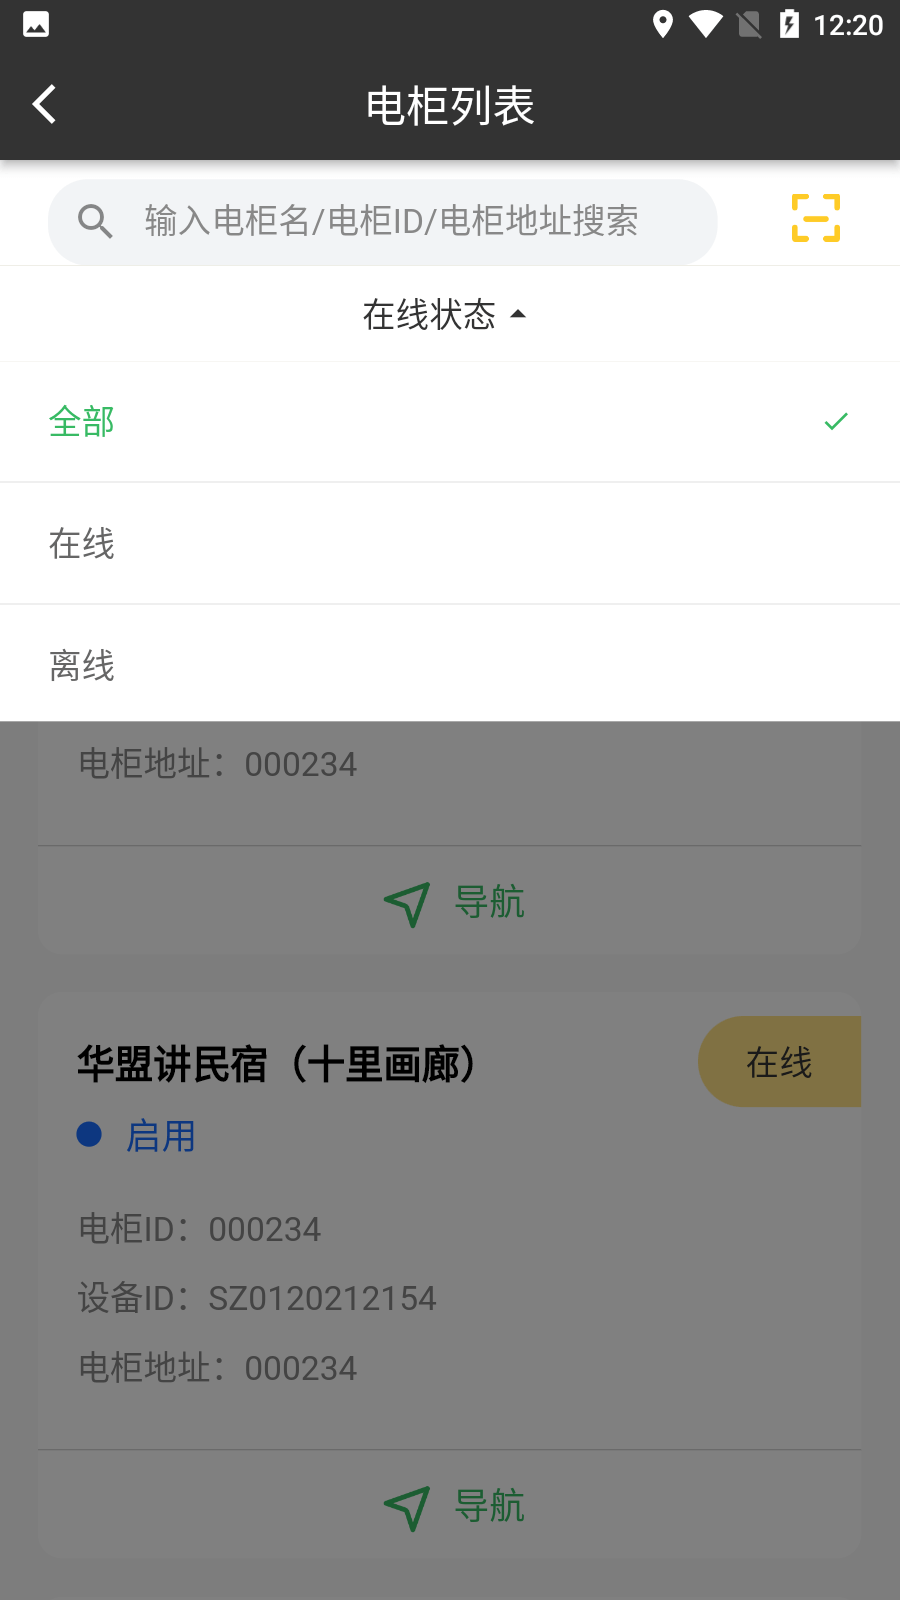 12:20
电柜列表
输入电柜名/电柜ID/电柜地址搜索
在线状态
全部
在线
离线
电柜地址：000234
导航
华盟讲民宿（十里画廊）
在线
启用
电柜ID：000234
设备ID：SZ0120212154
电柜地址：000234
导航